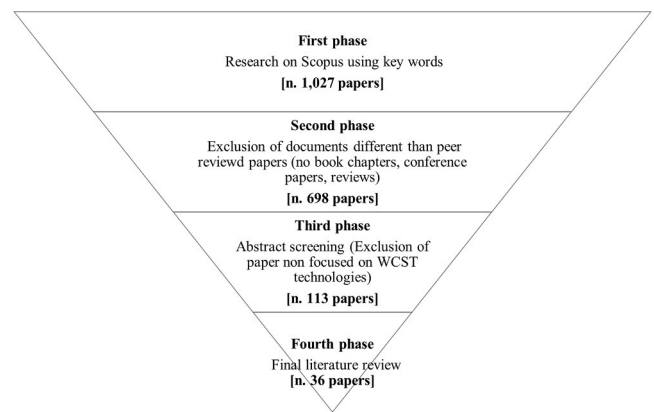 First phase
Research on Scopus using key words
[n. 1,027 papers]
Second phase
Exclusion of documents different than peer
reviewd papers (no book chapters, conference
papers, reviews)
[n. 698 papers]
Third phase
Abstract screening (Exclusion of
paper non focused on WCST
technologies)
[n. 113 papers]
Fourth phase
Final literature review
[n. 36 papers]